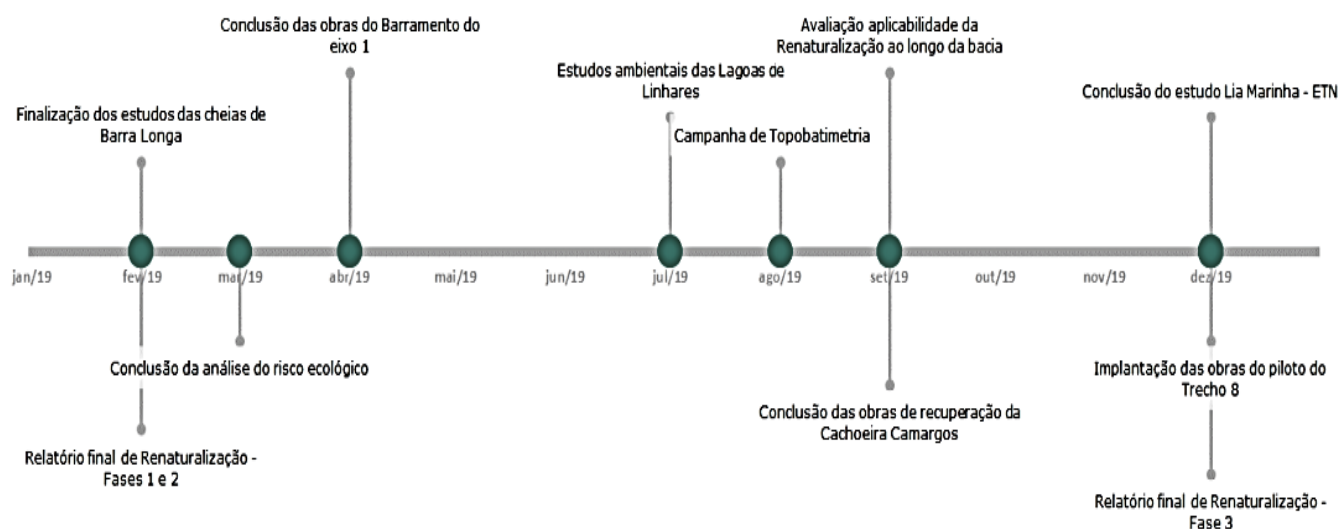 Conclusão das obras do Barramento do
eixo 1
Avaliação aplicabilidade da
Renaturalização ao longo da bacia
Estudos ambientais das Lagoas de
Linhares
Conclusão do estudo Lia Marinha - ETN
Finalização dos estudos das cheias de
Barra Longa
Campanha de Topobatimetria
jan/19
fev/19
mar/19
abr/19
mai/19
jun/19
jul/19
ago/19
set/19
out/19
nov/19
dez/19
Conclusão da análise do risco ecológico
Implantação das obras do piloto do
Trecho 8
Conclusão das obras de recuperação da
Cachoeira Camargos
Relatório final de Renaturalização -
Fases 1 e 2
Relatório final de Renaturalização -
Fase 3